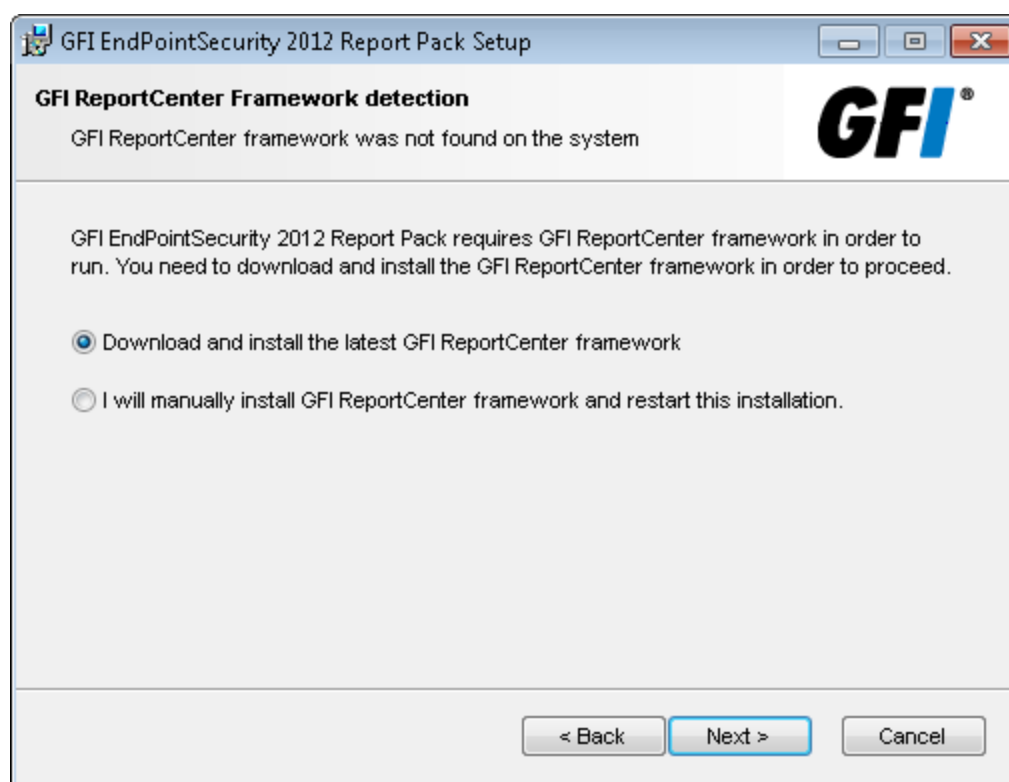 GFI EndPointSecurity 2012 Report Pack Setup
GFI ReportCenter Framework detection
GFI ReportCenter framework was not found on the system
GFI®
GFI EndPointSecurity 2012 Report Pack requires GFI ReportCenter framework in order to
run. You need to download and install the GFI ReportCenter framework in order to proceed.
Download and install the latest GFI ReportCenter framework
I will manually install GFI ReportCenter framework and restart this installation.
< Back Next > Cancel